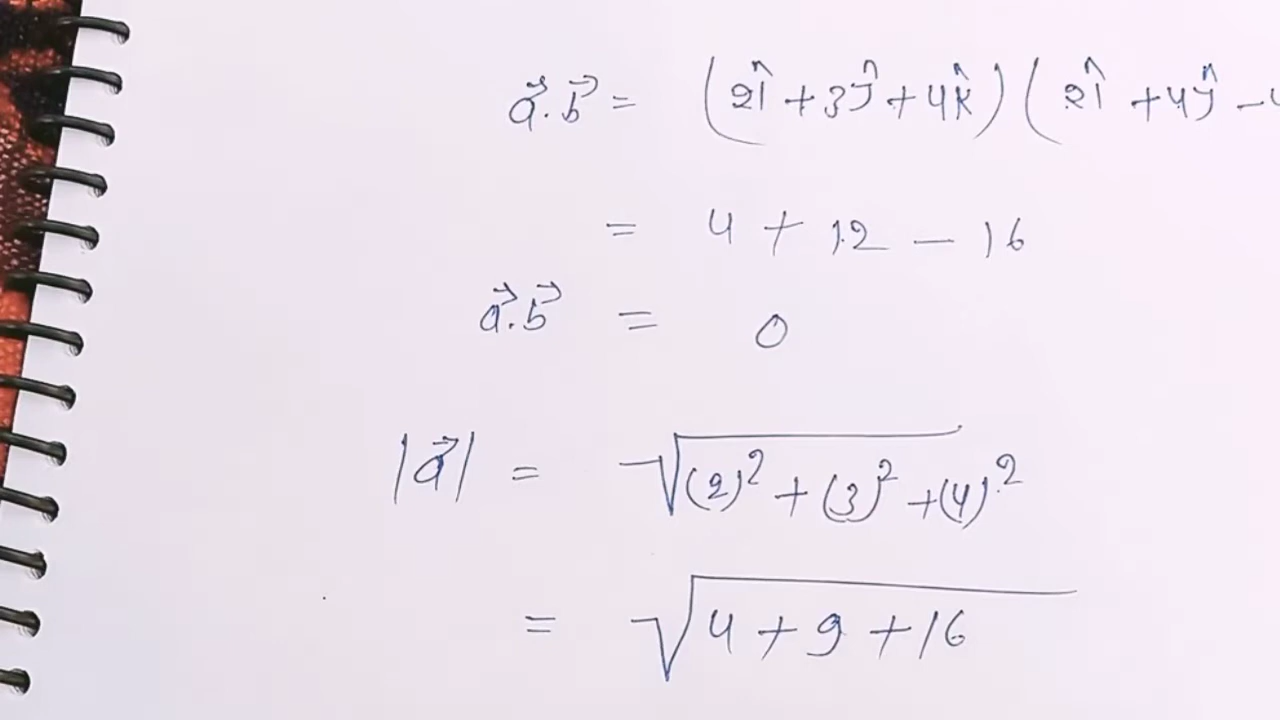 a⃗.b⃗ = (2î + 3ĵ + 4k̂) (2î + 4ĵ -
= 4 + 12 - 16
a⃗.b⃗ = 0
|a⃗| = √(2)² + (3)² + (4)²
= √4 + 9 + 16